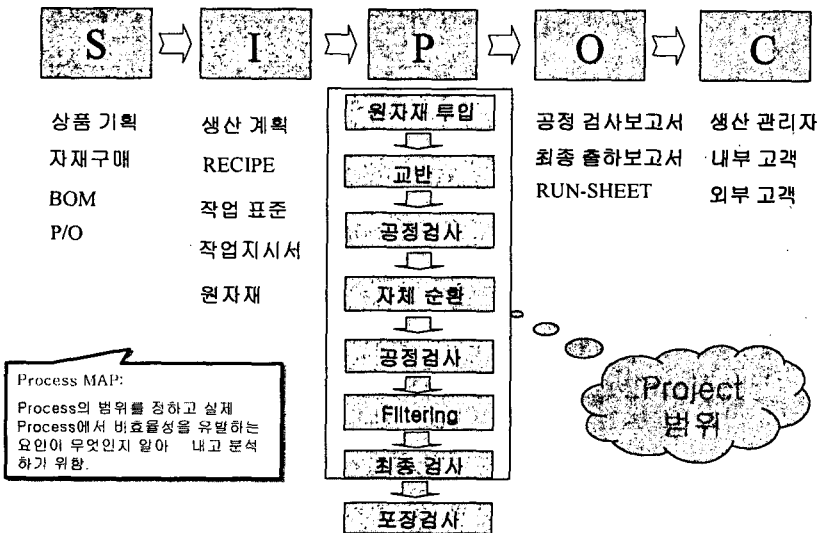 S I P O C
상품 기획
자재구매
BOM
P/O
생산 계획
RECIPE
작업 표준
작업지시서
원자재
원자재 투입
교반
공정검사
자체 순환
공정검사
Filtering
최종 검사
포장검사
공정 검사보고서
최종 출하보고서
RUN-SHEET
생산 관리자
내부 고객
외부 고객
Project
범위
Process MAP:
Process의 범위를 정하고 실제
Process에서 비효율성을 유발하는
요인이 무엇인지 알아 내고 분석
하기 위함.